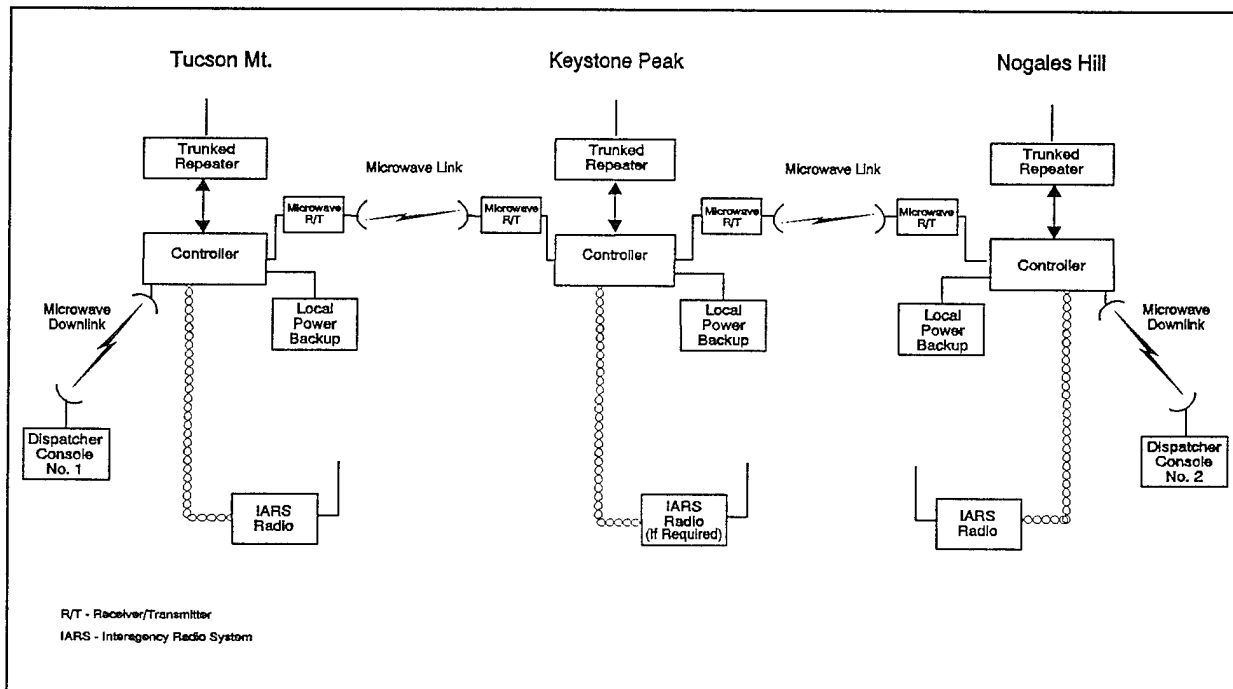 Tucson Mt.
Keystone Peak
Nogales Hill
Trunked
Repeater
Microwave Link
Trunked
Repeater
Microwave Link
Trunked
Repeater
Microwave
R/T
Microwave
R/T
Microwave
R/T
Microwave
R/T
Controller
Controller
Controller
Microwave
Downlink
Local
Power
Backup
Local
Power
Backup
Local
Power
Backup
Microwave
Downlink
Dispatcher
Console
No. 1
Dispatcher
Console
No. 2
IARS
Radio
IARS
Radio
(If Required)
IARS
Radio
R/T - Receiver/Transmitter
IARS - Interagency Radio System